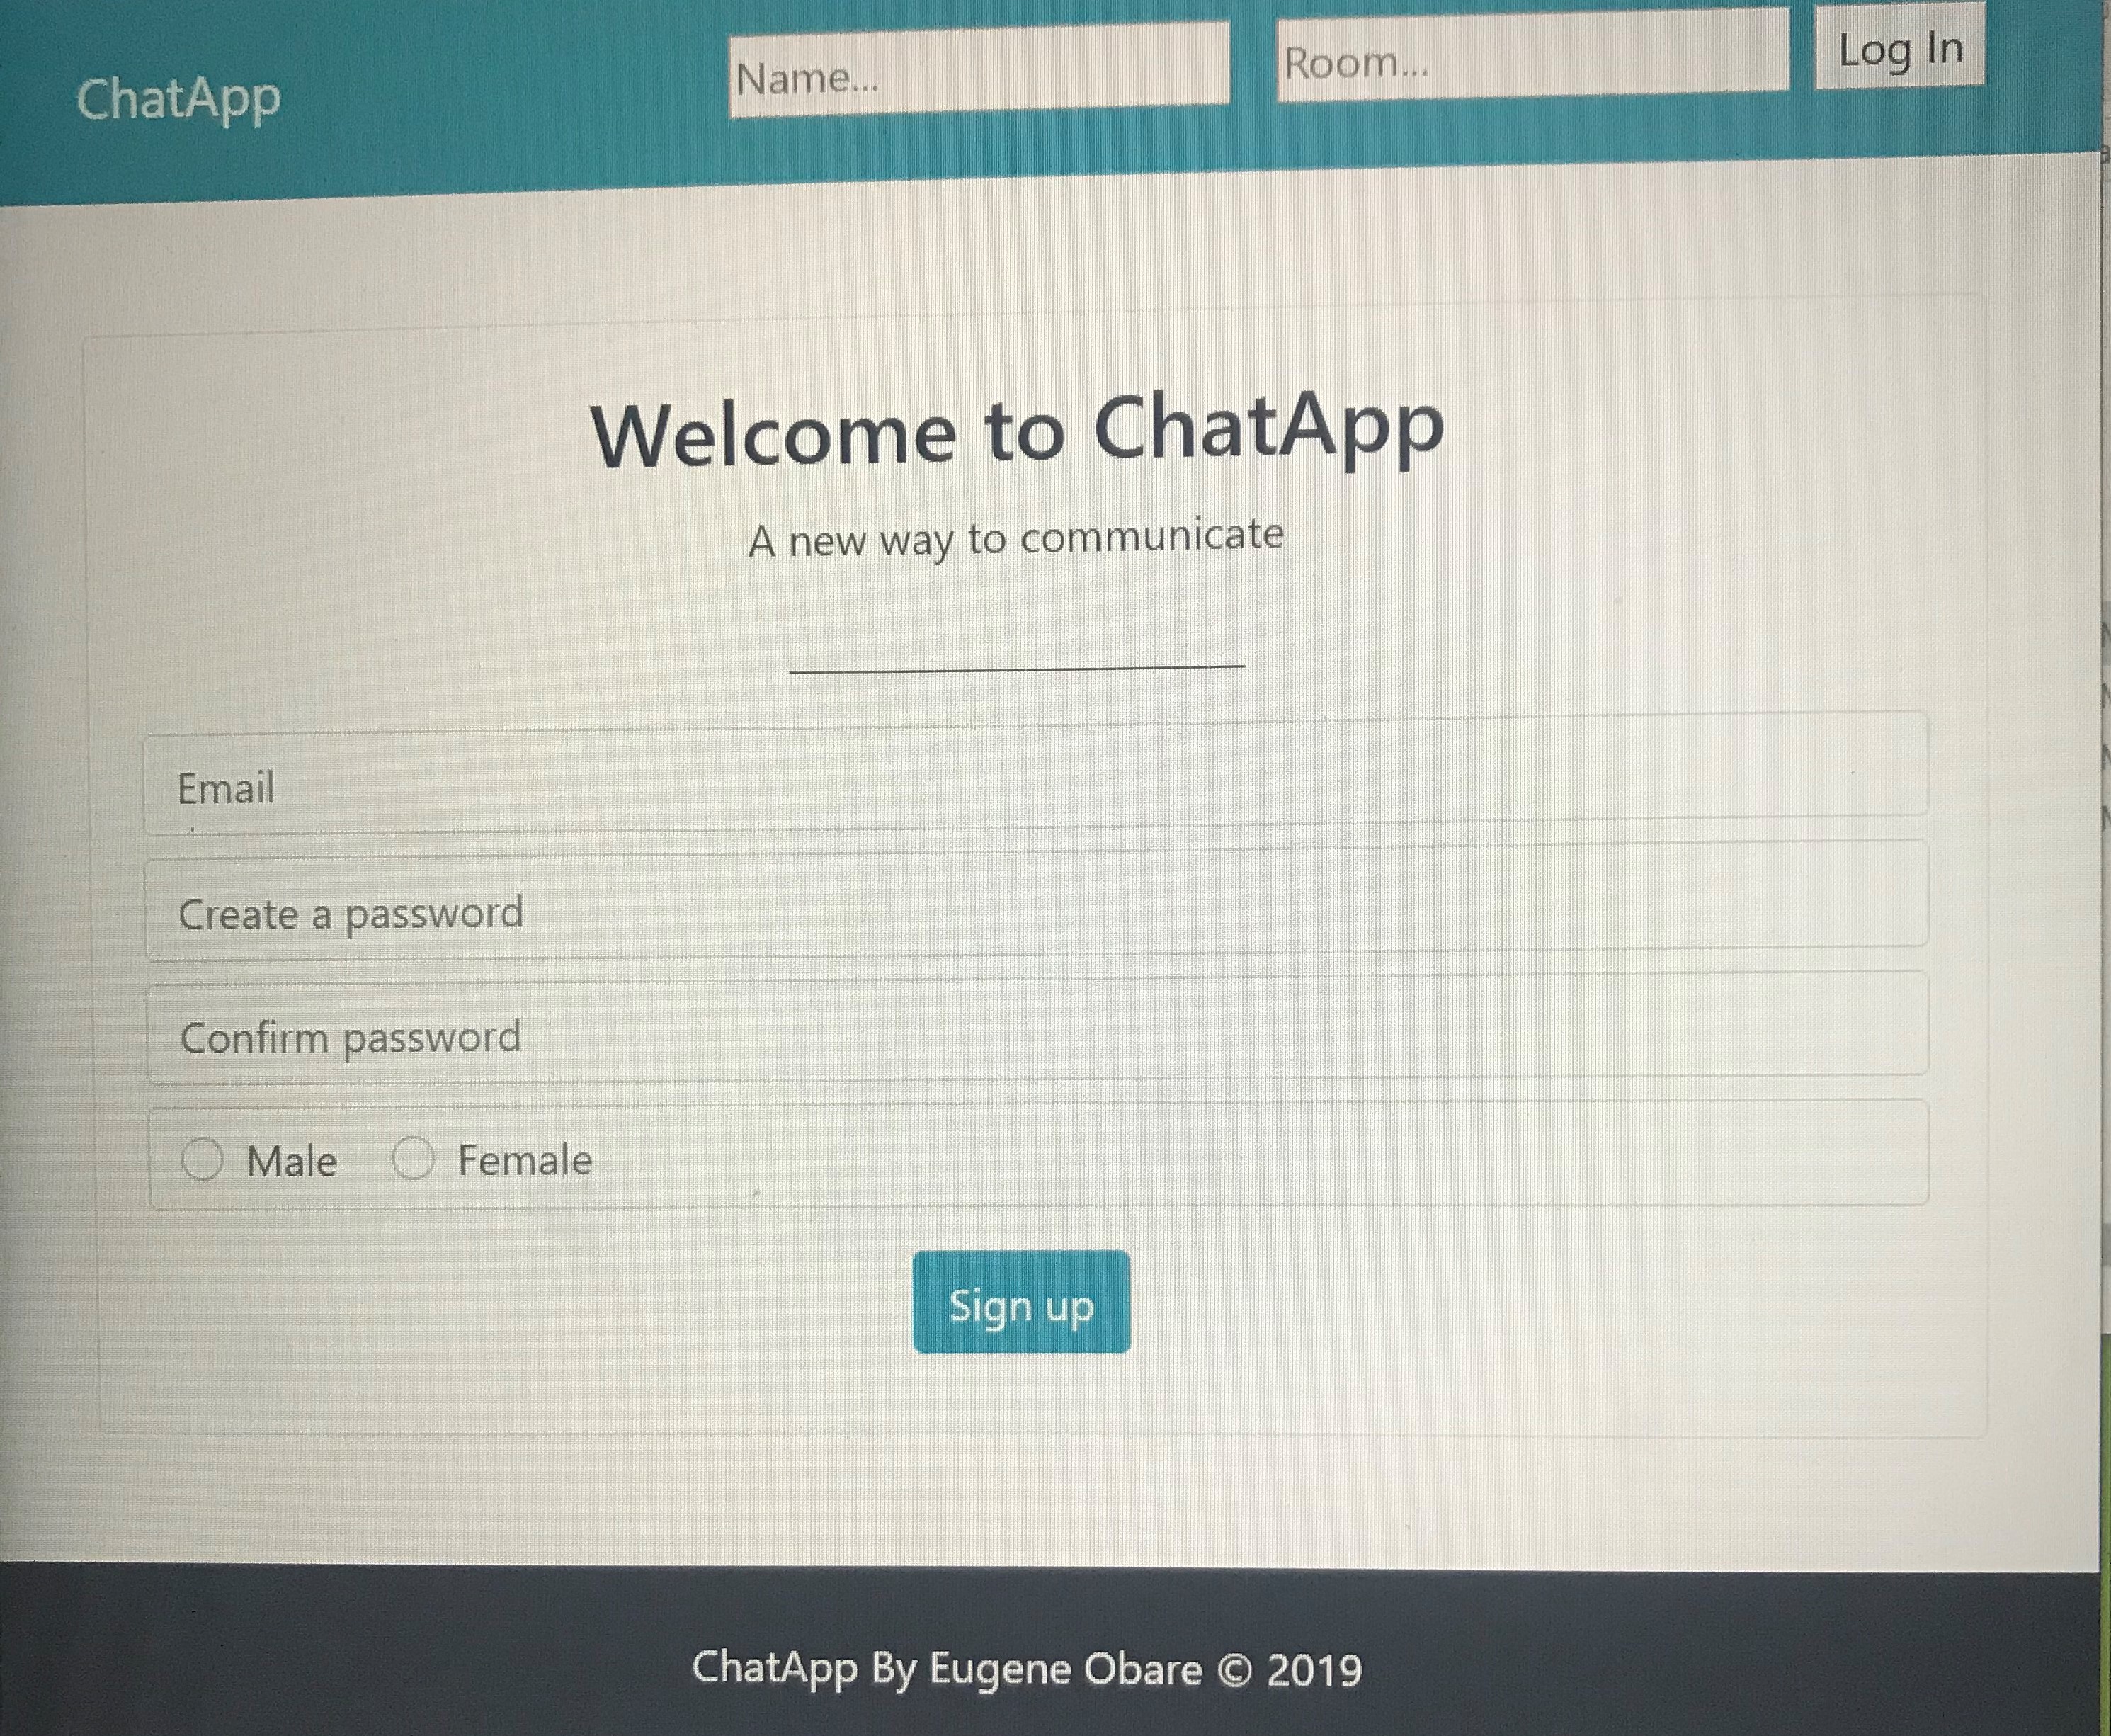 ChatApp
Name...
Room...
Log In
Welcome to ChatApp
A new way to communicate
Email
Create a password
Confirm password
Male
Female
Sign up
ChatApp By Eugene Obare © 2019